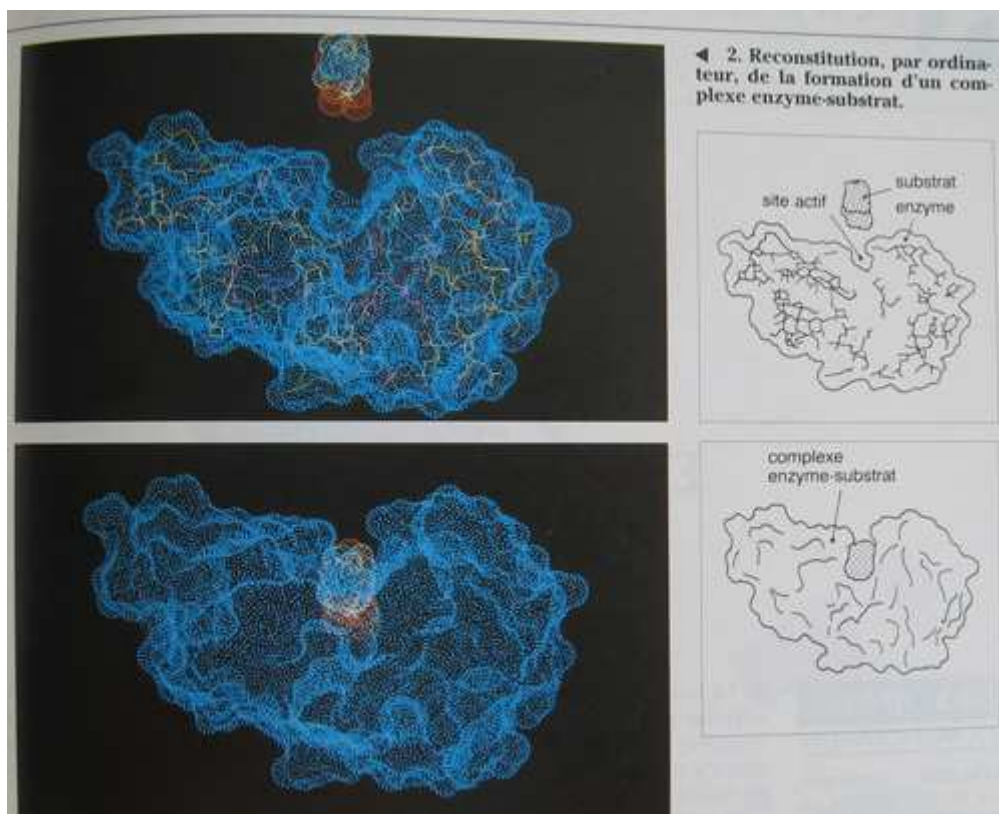 ◄ 2. Reconstitution, par ordina-
teur, de la formation d'un com-
plexe enzyme-substrat.
substrat
site actif
enzyme
complexe
enzyme-substrat